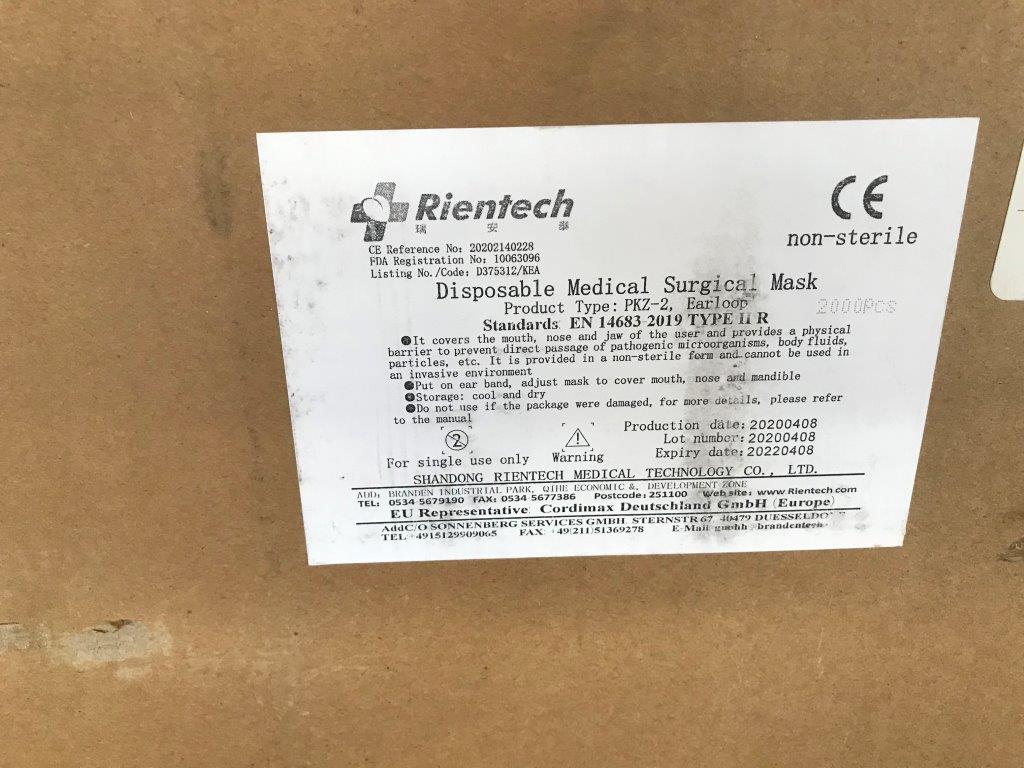 Rientech
瑞 安 泰
CE Reference No: 20202140228
FDA Registration No: 10063096
Listing No./Code: D375312/KEA
CE
non-sterile
Disposable Medical Surgical Mask
Product Type: PKZ-2, Earloop
2000Pcs
Standards: EN 14683-2019 TYPE II R
●It covers the mouth, nose and jaw of the user and provides a physical
barrier to prevent direct passage of pathogenic microorganisms, body fluids,
particles, etc. It is provided in a non-sterile form and cannot be used in
an invasive environment
●Put on ear band, adjust mask to cover mouth, nose and mandible
●Storage: cool and dry
●Do not use if the package were damaged, for more details, please refer
to the manual
2
For single use only
Warning
Production date: 20200408
Lot number: 20200408
Expiry date: 20220408
SHANDONG RIENTECH MEDICAL TECHNOLOGY CO., LTD.
ADD: BRANDEN INDUSTRIAL PARK, QIHE ECONOMIC &. DEVELOPMENT ZONE
TEL: 0534-5679190 FAX: 0534-5677386 Postcode: 251100 Web site: www.Rientech.com
EU Representative: Cordimax Deutschland GmbH (Europe)
Add:C/O SONNENBERG SERVICES GMBH, STERNSTR 67, 40479
TEL: +4915129909065 FAX: +49(211)51369278 E-Mail: